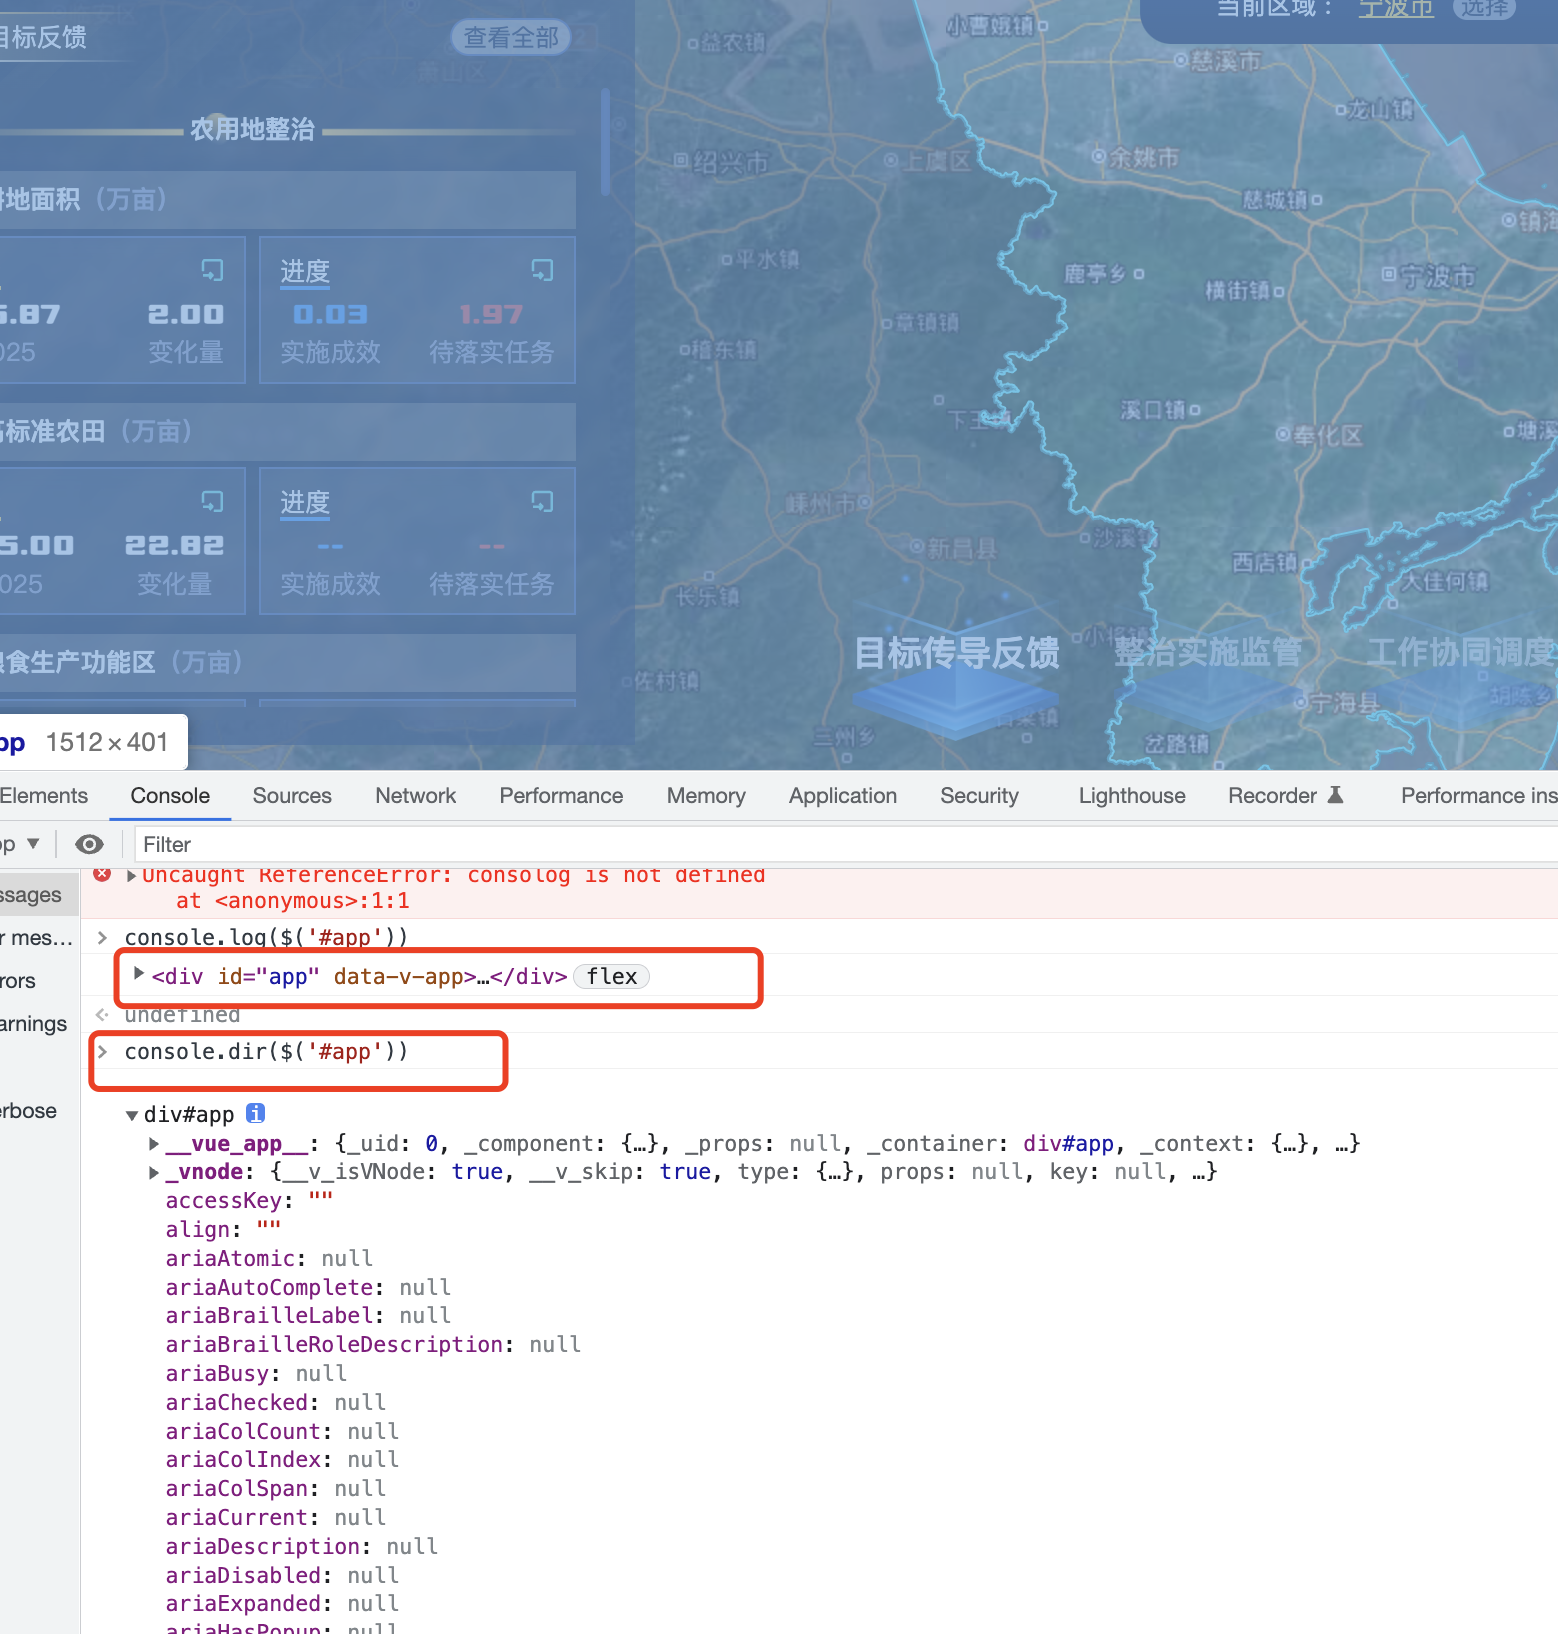 目标反馈
查看全部
当前区域： 宁波市 选择
农用地整治
耕地面积（万亩）
进度
5.87 2.00 0.03 1.97
025 变化量 实施成效 待落实任务
高标准农田（万亩）
进度
5.00 22.82 -- --
2025 变化量 实施成效 待落实任务
粮食生产功能区（万亩）
小曹娥镇
益农镇
慈溪市
龙山镇
绍兴市
上虞区
余姚市
慈城镇
镇海
平水镇
鹿亭乡
横街镇
宁波市
章镇镇
稽东镇
下王镇
溪口镇
奉化区
塘溪
嵊州市
新昌县
沙溪镇
西店镇
大佳何镇
长乐镇
小将镇
佐村镇
宁海县
胡陈乡
三州乡
岔路镇
目标传导反馈 整治实施监管 工作协同调度
pp 1512×401
Elements Console Sources Network Performance Memory Application Security Lighthouse Recorder Performance ins
op ▼ Filter
ssages
r mes…
rors
arnings
erbose
Uncaught ReferenceError: consolog is not defined
at <anonymous>:1:1
console.log($('#app'))
<div id="app" data-v-app>…</div> flex
undefined
console.dir($('#app'))
div#app i
__vue_app__: {_uid: 0, _component: {…}, _props: null, _container: div#app, _context: {…}, …}
_vnode: {__v_isVNode: true, __v_skip: true, type: {…}, props: null, key: null, …}
accessKey: ""
align: ""
ariaAtomic: null
ariaAutoComplete: null
ariaBrailleLabel: null
ariaBrailleRoleDescription: null
ariaBusy: null
ariaChecked: null
ariaColCount: null
ariaColIndex: null
ariaColSpan: null
ariaCurrent: null
ariaDescription: null
ariaDisabled: null
ariaExpanded: null
ariaHasPopup: null